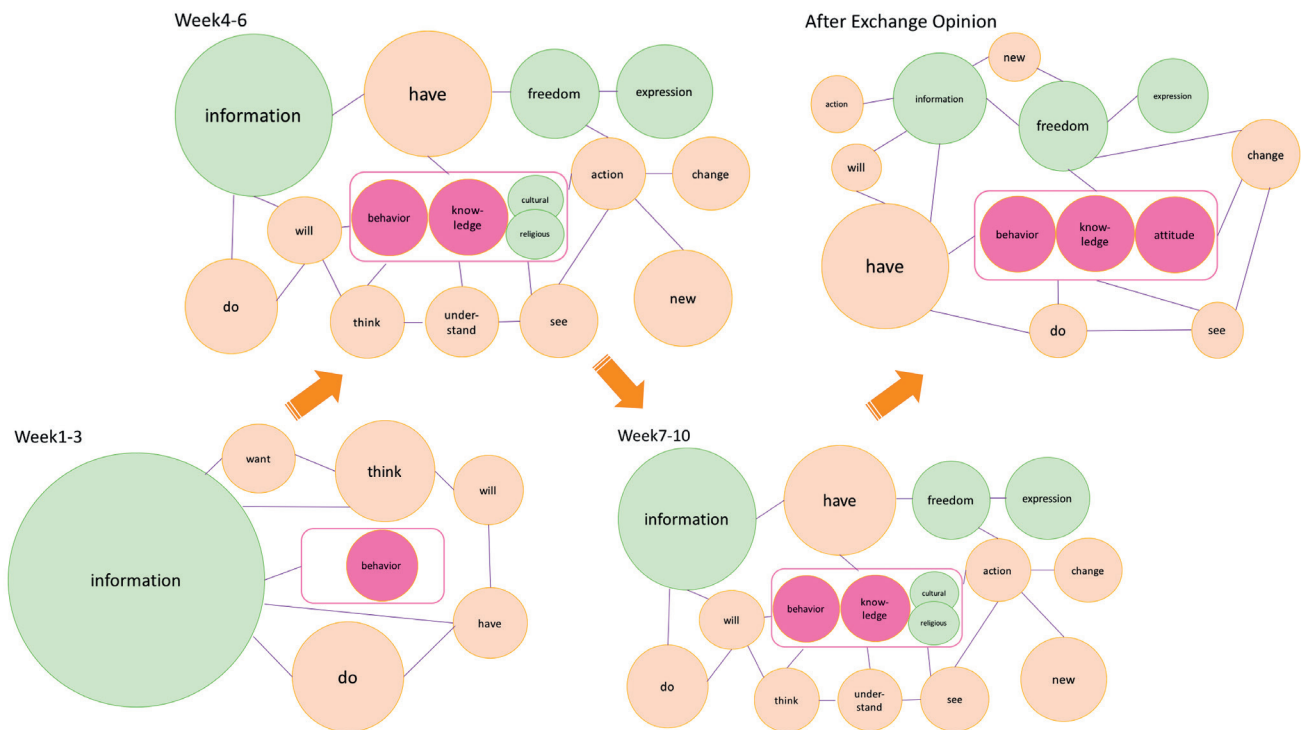 Week4-6
information
have
freedom
expression
behavior
know-
ledge
cultural
religious
action
change
will
do
think
under-
stand
see
new
After Exchange Opinion
new
action
information
freedom
expression
will
change
have
behavior
know-
ledge
attitude
do
see
Week1-3
information
want
think
will
behavior
have
do
Week7-10
information
have
freedom
expression
behavior
know-
ledge
cultural
religious
action
change
will
do
think
under-
stand
see
new